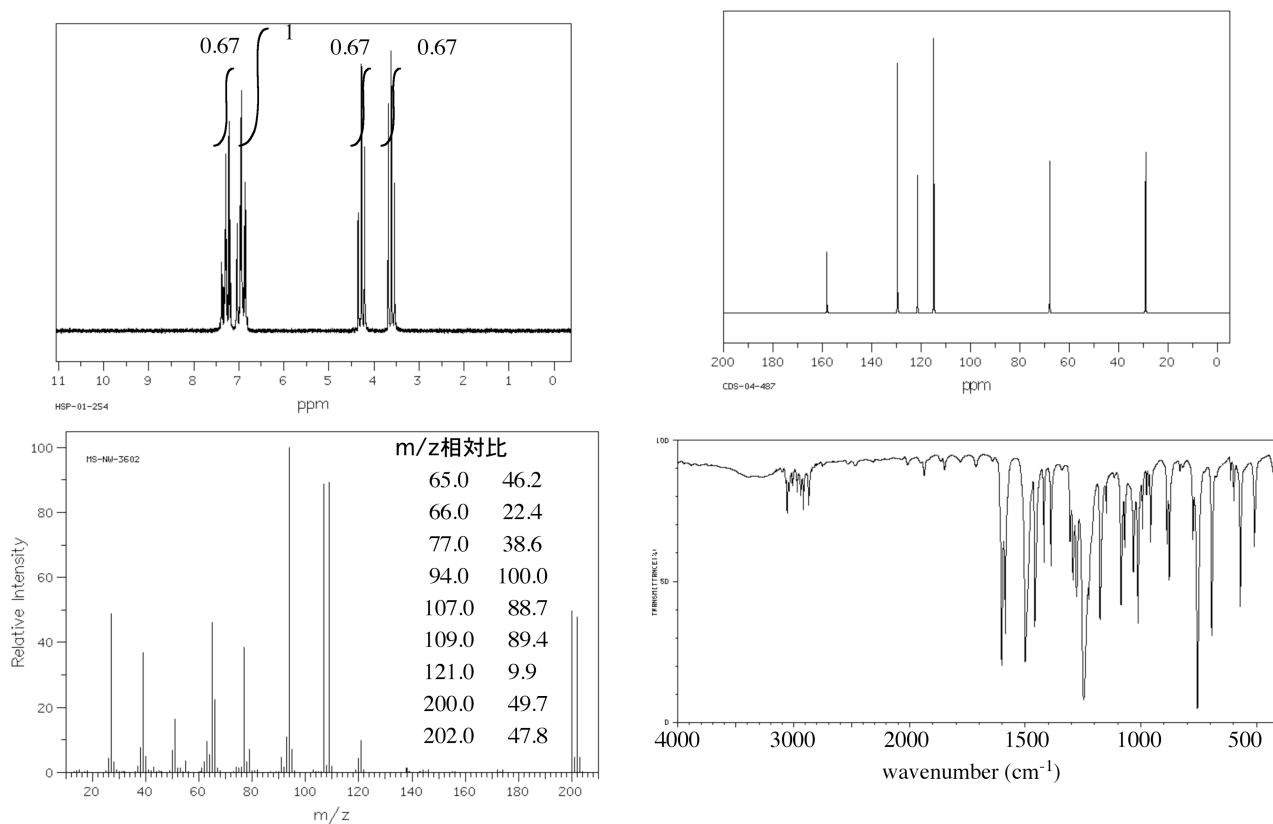 0.67
1
0.67
0.67
11 10 9 8 7 6 5 4 3 2 1 0
ppm
HSP-01-254
200 180 160 140 120 100 80 60 40 20 0
ppm
CDS-04-487
MS-NW-3602
m/z相対比
65.0 46.2
66.0 22.4
77.0 38.6
94.0 100.0
107.0 88.7
109.0 89.4
121.0 9.9
200.0 49.7
202.0 47.8
100
80
60
40
20
0
Relative Intensity
20 40 60 80 100 120 140 160 180 200
m/z
100
50
0
TRANSMITTANCE(%)
4000 3000 2000 1500 1000 500
wavenumber (cm-1)